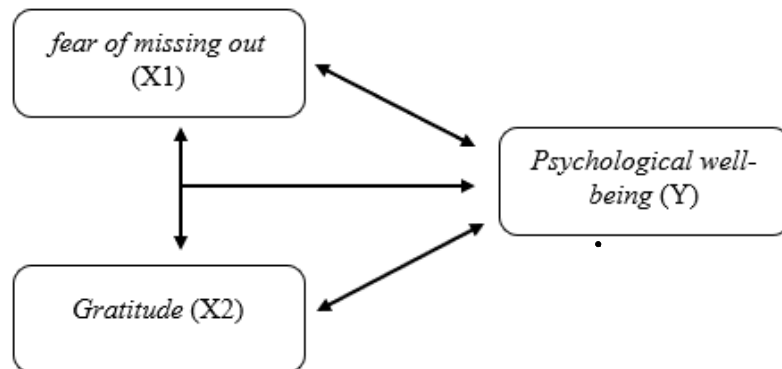 fear of missing out
(X1)
Psychological well-
being (Y)
Gratitude (X2)